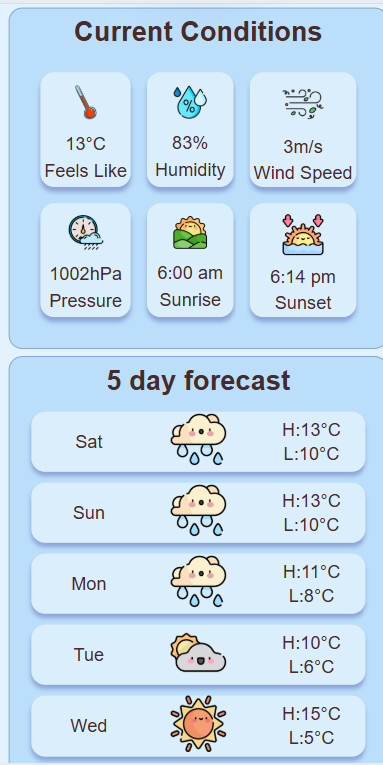 Current Conditions
13°C
Feels Like
83%
Humidity
3m/s
Wind Speed
1002hPa
Pressure
6:00 am
Sunrise
6:14 pm
Sunset
5 day forecast
Sat
H:13°C
L:10°C
Sun
H:13°C
L:10°C
Mon
H:11°C
L:8°C
Tue
H:10°C
L:6°C
Wed
H:15°C
L:5°C